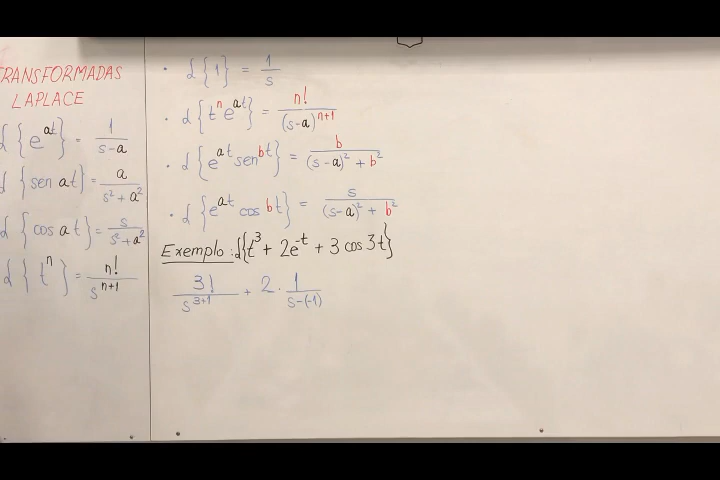 TRANSFORMADAS
LAPLACE
ℒ{e^{at}} = 1/(s-a)
ℒ{sen at} = a/(s²+a²)
ℒ{cos at} = s/(s²+a²)
ℒ{t^n} = n!/s^{n+1}
• ℒ{1} = 1/s
• ℒ{t^n e^{at}} = n!/(s-a)^{n+1}
• ℒ{e^{at} sen bt} = b/((s-a)² + b²)
• ℒ{e^{at} cos bt} = s/((s-a)² + b²)
Exemplo: ℒ{t³ + 2e^{-t} + 3 cos 3t}
3!/s^{3+1} + 2 · 1/(s-(-1))